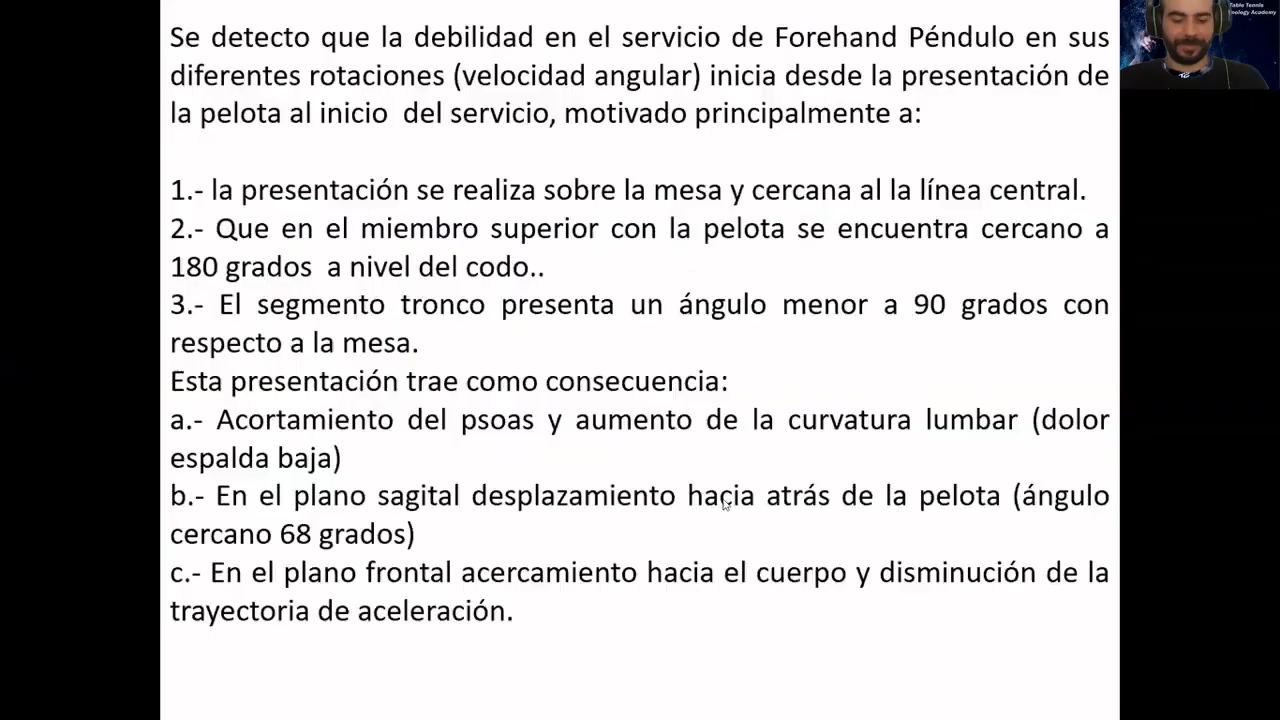 Se detecto que la debilidad en el servicio de Forehand Péndulo en sus
diferentes rotaciones (velocidad angular) inicia desde la presentación de
la pelota al inicio  del servicio, motivado principalmente a:
1.- la presentación se realiza sobre la mesa y cercana al la línea central.
2.- Que en el miembro superior con la pelota se encuentra cercano a
180 grados  a nivel del codo..
3.- El segmento tronco presenta un ángulo menor a 90 grados con
respecto a la mesa.
Esta presentación trae como consecuencia:
a.- Acortamiento del psoas y aumento de la curvatura lumbar (dolor
espalda baja)
b.- En el plano sagital desplazamiento hacia atrás de la pelota (ángulo
cercano 68 grados)
c.- En el plano frontal acercamiento hacia el cuerpo y disminución de la
trayectoria de aceleración.
Table Tennis
Academy